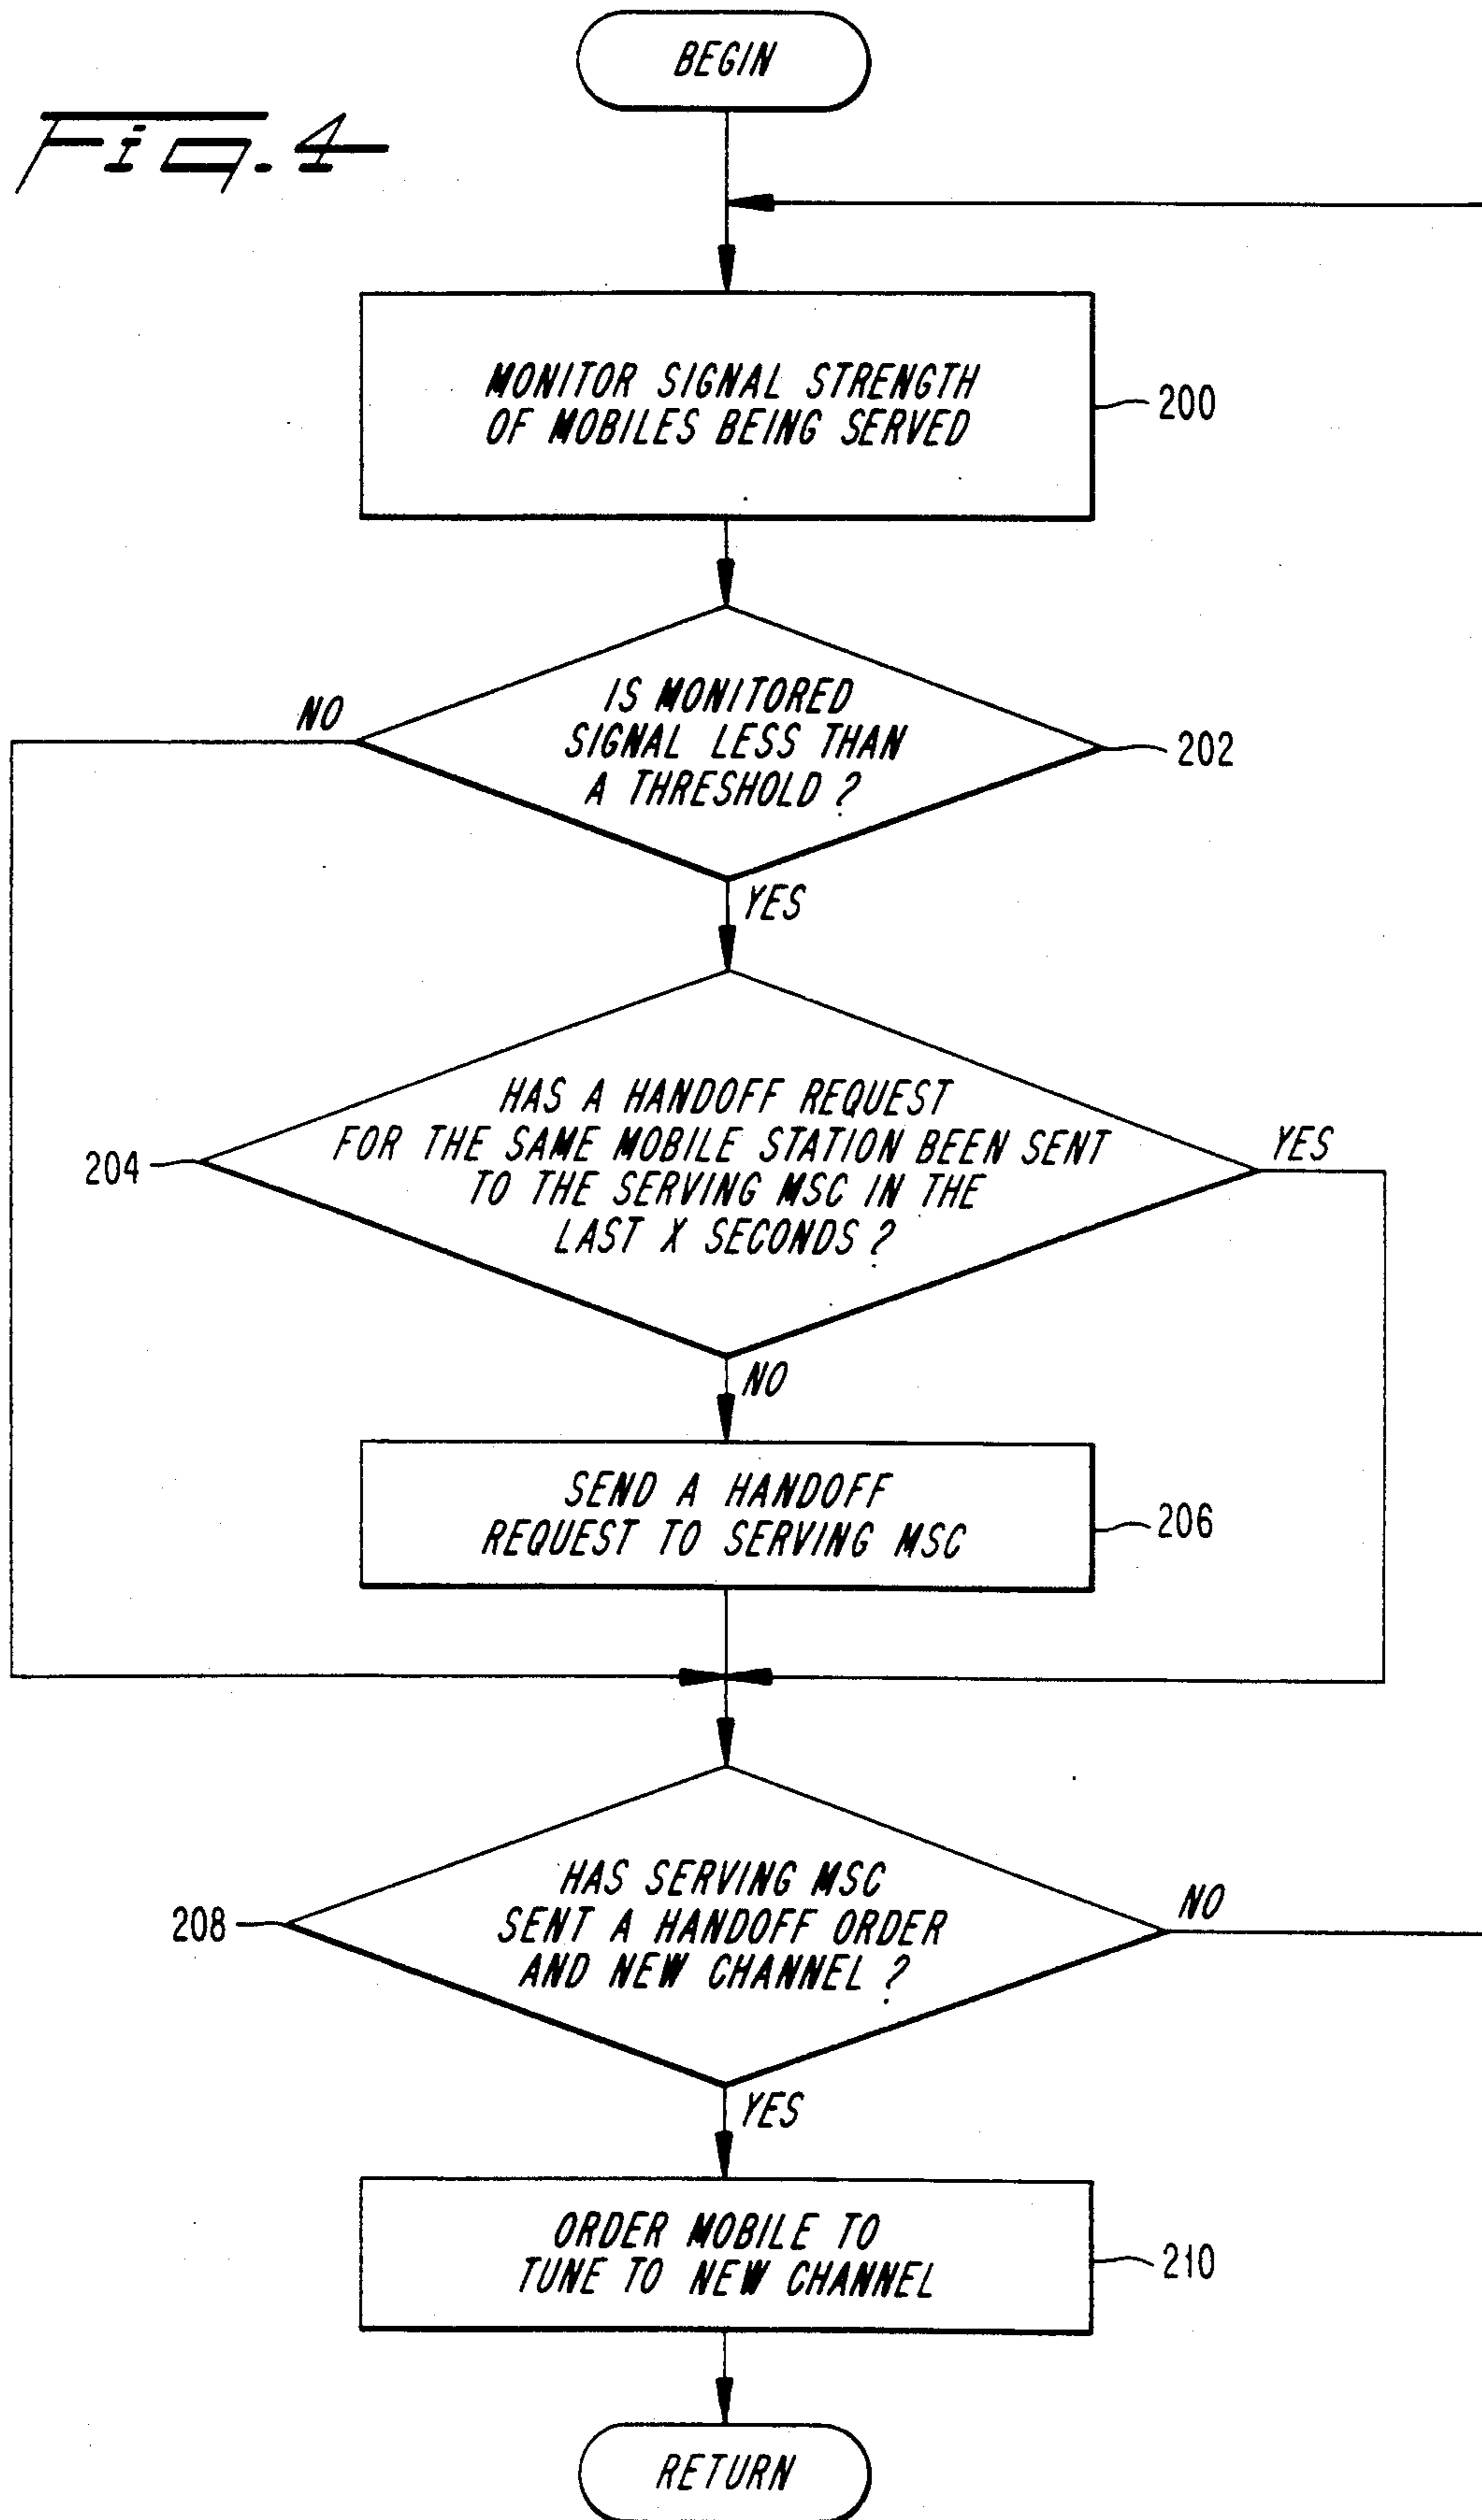 BEGIN
Fig. 4
MONITOR SIGNAL STRENGTH
OF MOBILES BEING SERVED
200
IS MONITORED
SIGNAL LESS THAN
A THRESHOLD ?
NO
202
YES
HAS A HANDOFF REQUEST
FOR THE SAME MOBILE STATION BEEN SENT
TO THE SERVING MSC IN THE
LAST X SECONDS ?
204
YES
NO
SEND A HANDOFF
REQUEST TO SERVING MSC
206
HAS SERVING MSC
SENT A HANDOFF ORDER
AND NEW CHANNEL ?
208
NO
YES
ORDER MOBILE TO
TUNE TO NEW CHANNEL
210
RETURN